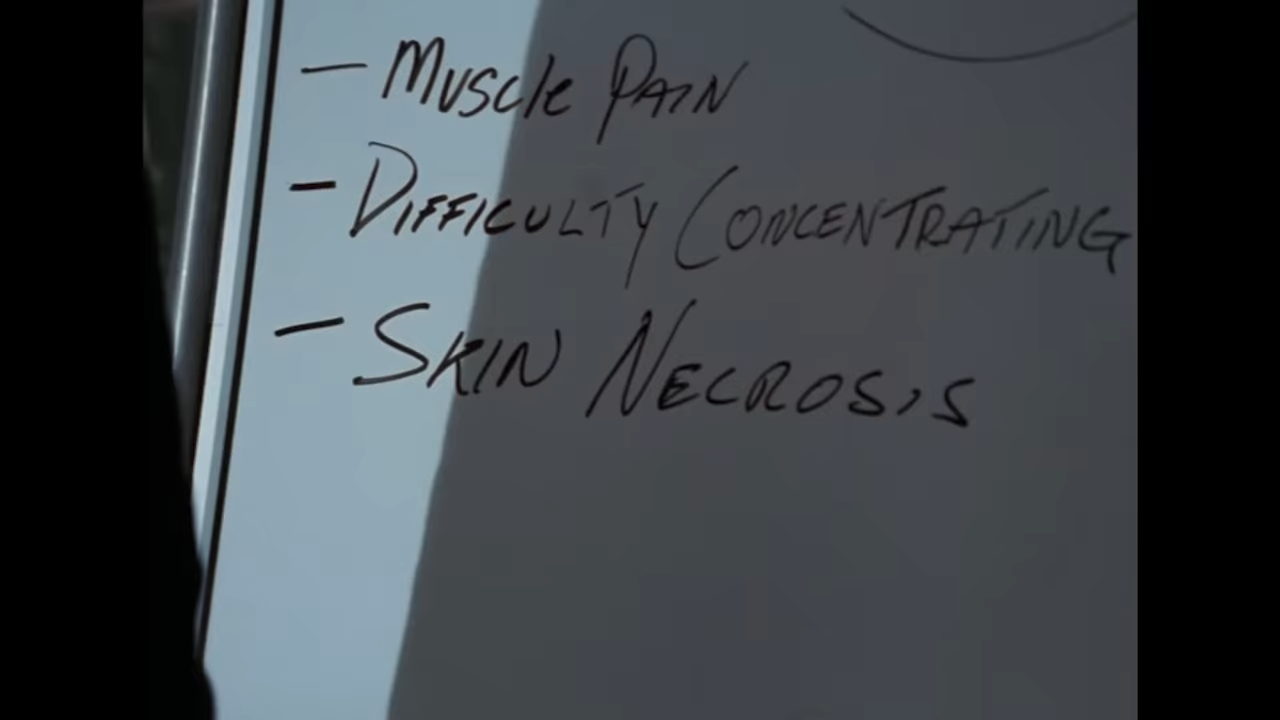 - Muscle Pain
- Difficulty Concentrating
- Skin Necrosis